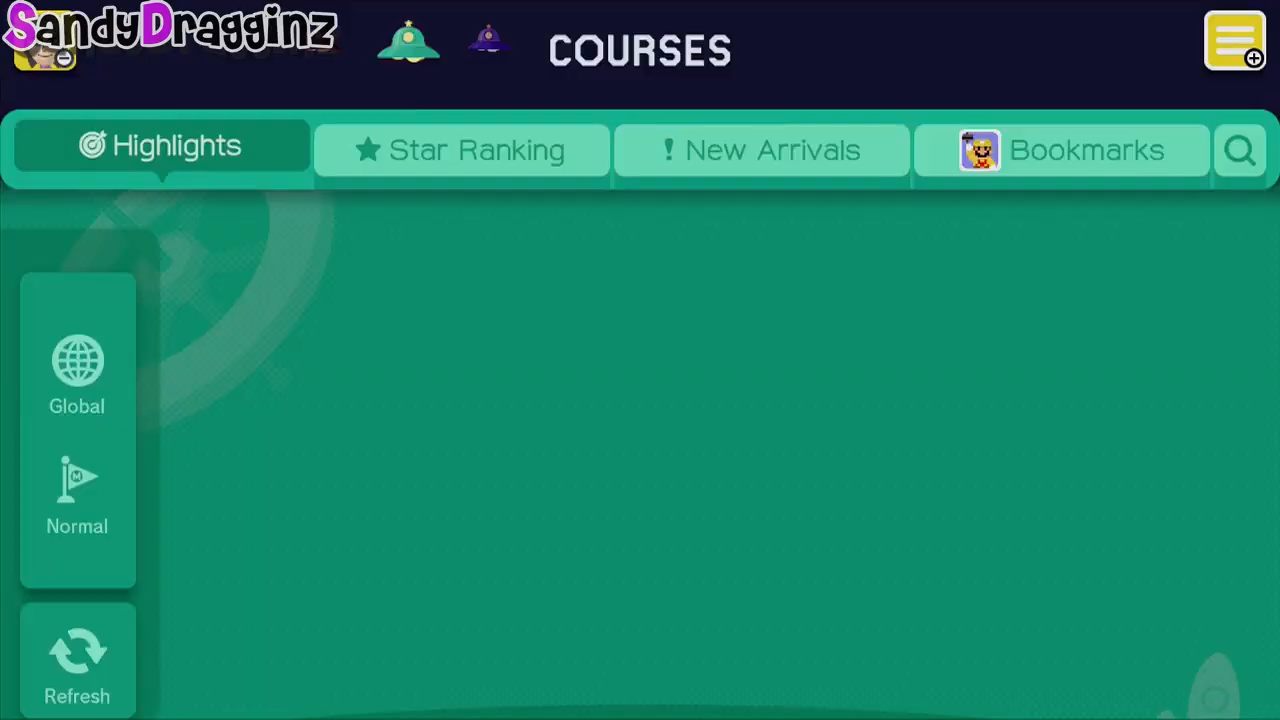 SandyDragginz
COURSES
Highlights
Star Ranking
! New Arrivals
Bookmarks
Global
M
Normal
Refresh